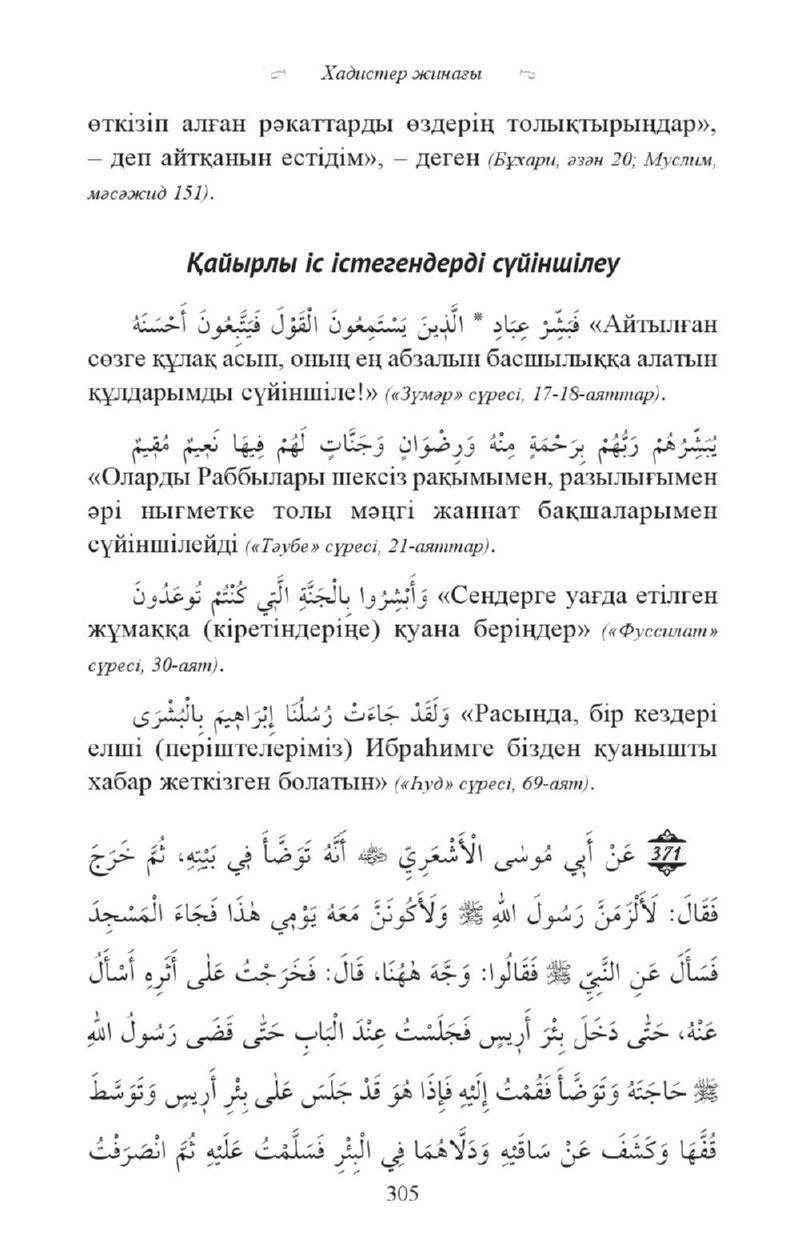 Хадистер жинағы
өткізіп алған рәкаттарды өздерің толықтырыңдар»,
– деп айтқанын естідім», – деген (Бұхари, әзән 20; Муслим,
мәсәжид 151).
Қайырлы іс істегендерді сүйіншілеу
فَبَشِّرْ عِبَادِ * الَّذِينَ يَسْتَمِعُونَ الْقَوْلَ فَيَتَّبِعُونَ أَحْسَنَهُ «Айтылған
сөзге құлақ асып, оның ең абзалын басшылыққа алатын
құлдарымды сүйіншіле!» («Зүмәр» сүресі, 17-18-аяттар).
يُبَشِّرُهُمْ رَبُّهُمْ بِرَحْمَةٍ مِنْهُ وَرِضْوَانٍ وَجَنَّاتٍ لَهُمْ فِيهَا نَعِيمٌ مُقِيمٌ
«Оларды Раббылары шексіз рақымымен, разылығымен
әрі нығметке толы мәңгі жаннат бақшаларымен
сүйіншілейді («Тәубе» сүресі, 21-аяттар).
وَأَبْشِرُوا بِالْجَنَّةِ الَّتِي كُنْتُمْ تُوعَدُونَ «Сендерге уағда етілген
жұмаққа (кіретіндеріңе) қуана беріңдер» («Фуссилат»
сүресі, 30-аят).
وَلَقَدْ جَاءَتْ رُسُلُنَا إِبْرَاهِيمَ بِالْبُشْرَى «Расында, бір кездері
елші (періштелеріміз) Ибраһимге бізден қуанышты
хабар жеткізген болатын» («Һуд» сүресі, 69-аят).
371 عَنْ أَبِي مُوسٰى الْأَشْعَرِيِّ ﵁ أَنَّهُ تَوَضَّأَ فِي بَيْتِهِ، ثُمَّ خَرَجَ
فَقَالَ: لَأَلْزَمَنَّ رَسُولَ اللهِ ﷺ وَلَأَكُونَنَّ مَعَهُ يَوْمِي هٰذَا فَجَاءَ الْمَسْجِدَ
فَسَأَلَ عَنِ النَّبِيِّ ﷺ فَقَالُوا: وَجَّهَ هٰهُنَا، قَالَ: فَخَرَجْتُ عَلٰى أَثَرِهِ أَسْأَلُ
عَنْهُ، حَتّٰى دَخَلَ بِئْرَ أَرِيسٍ فَجَلَسْتُ عِنْدَ الْبَابِ حَتّٰى قَضَى رَسُولُ اللهِ
ﷺ حَاجَتَهُ وَتَوَضَّأَ فَقُمْتُ إِلَيْهِ فَإِذَا هُوَ قَدْ جَلَسَ عَلٰى بِئْرِ أَرِيسٍ وَتَوَسَّطَ
قُفَّهَا وَكَشَفَ عَنْ سَاقَيْهِ وَدَلَّاهُمَا فِي الْبِئْرِ فَسَلَّمْتُ عَلَيْهِ ثُمَّ انْصَرَفْتُ
305